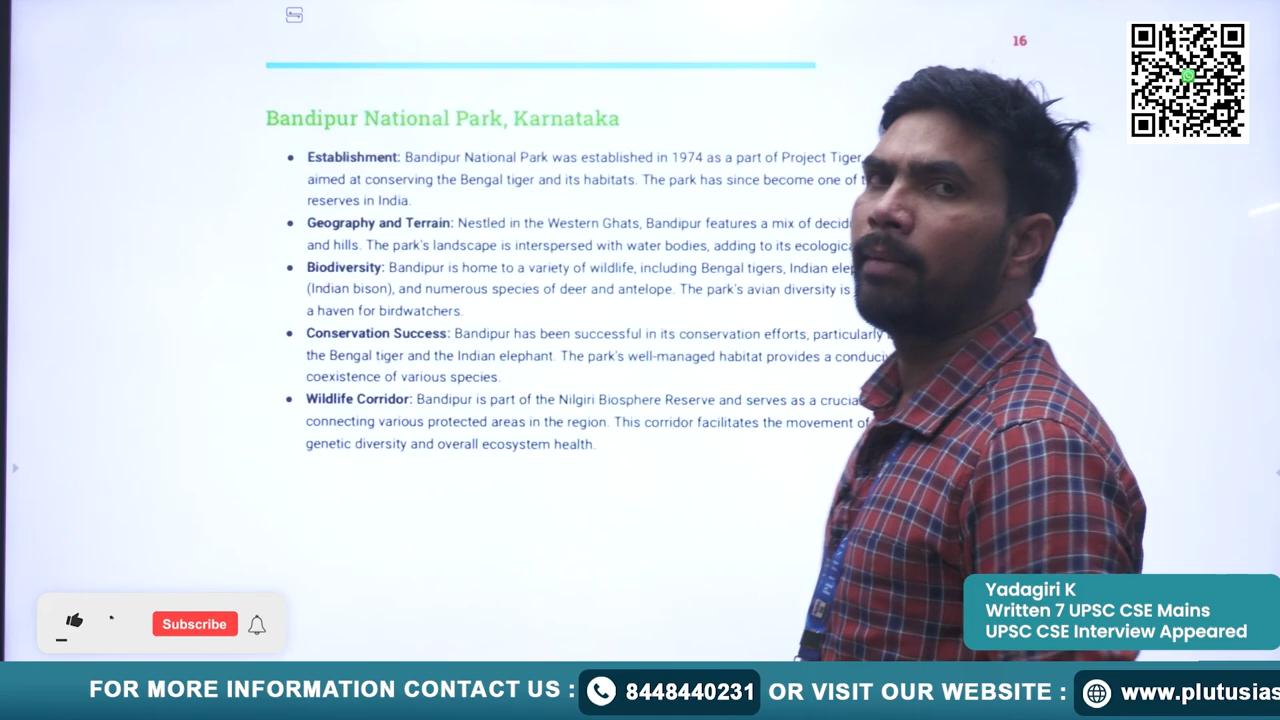 16
Bandipur National Park, Karnataka
● Establishment: Bandipur National Park was established in 1974 as a part of Project Tiger,
aimed at conserving the Bengal tiger and its habitats. The park has since become one of
reserves in India.
● Geography and Terrain: Nestled in the Western Ghats, Bandipur features a mix of
and hills. The park's landscape is interspersed with water bodies, adding to its
● Biodiversity: Bandipur is home to a variety of wildlife, including Bengal tigers, Indian
(Indian bison), and numerous species of deer and antelope. The park's avian diversity is
a haven for birdwatchers.
● Conservation Success: Bandipur has been successful in its conservation efforts, particularly
the Bengal tiger and the Indian elephant. The park's well-managed habitat provides a
coexistence of various species.
● Wildlife Corridor: Bandipur is part of the Nilgiri Biosphere Reserve and serves as a
connecting various protected areas in the region. This corridor facilitates the movement of
genetic diversity and overall ecosystem health.
Yadagiri K
Written 7 UPSC CSE Mains
UPSC CSE Interview Appeared
Subscribe
FOR MORE INFORMATION CONTACT US : 8448440231 OR VISIT OUR WEBSITE : www.plutusias